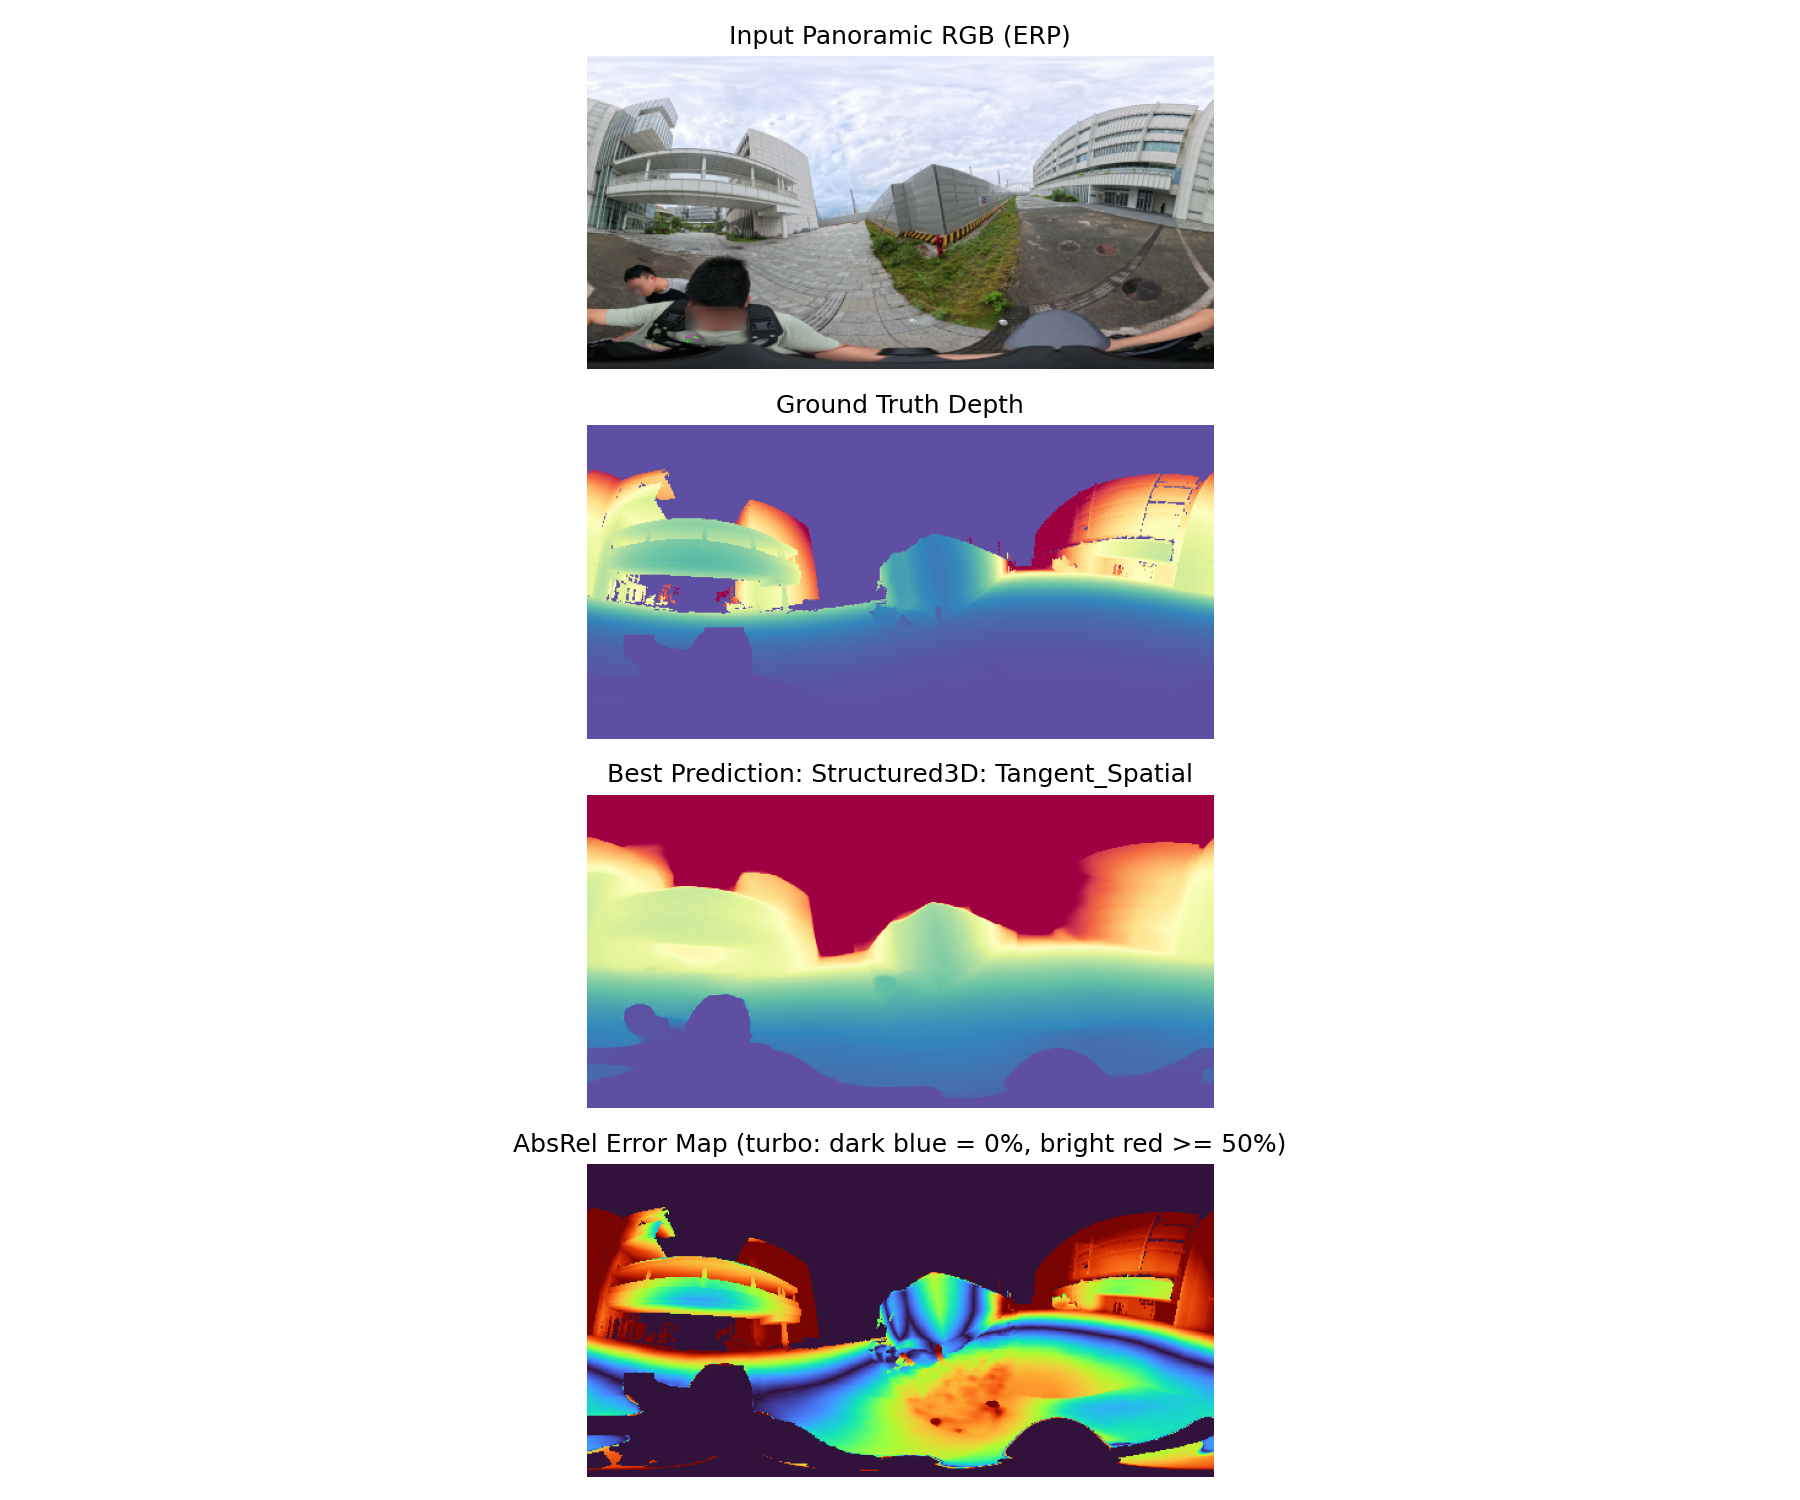 Input Panoramic RGB (ERP)
Ground Truth Depth
Best Prediction: Structured3D: Tangent_Spatial
AbsRel Error Map (turbo: dark blue = 0%, bright red >= 50%)